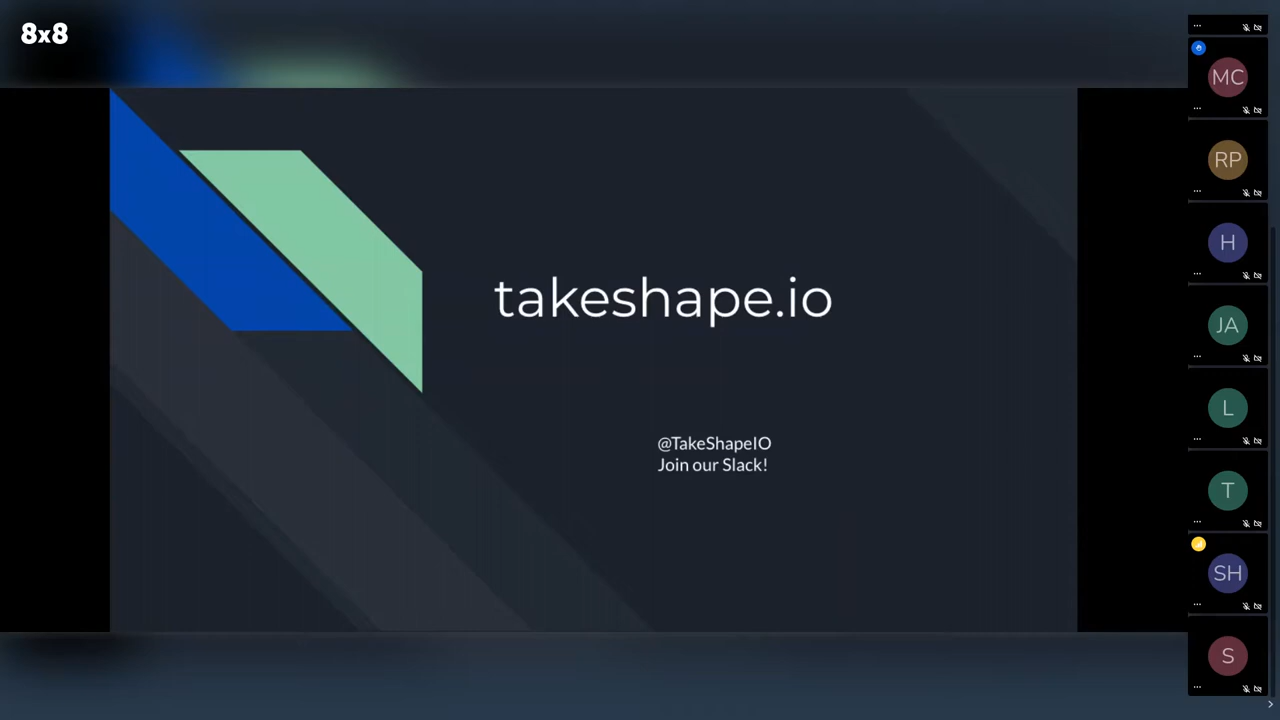 8x8
takeshape.io
@TakeShapeIO
Join our Slack!
MC
RP
H
JA
L
T
SH
S